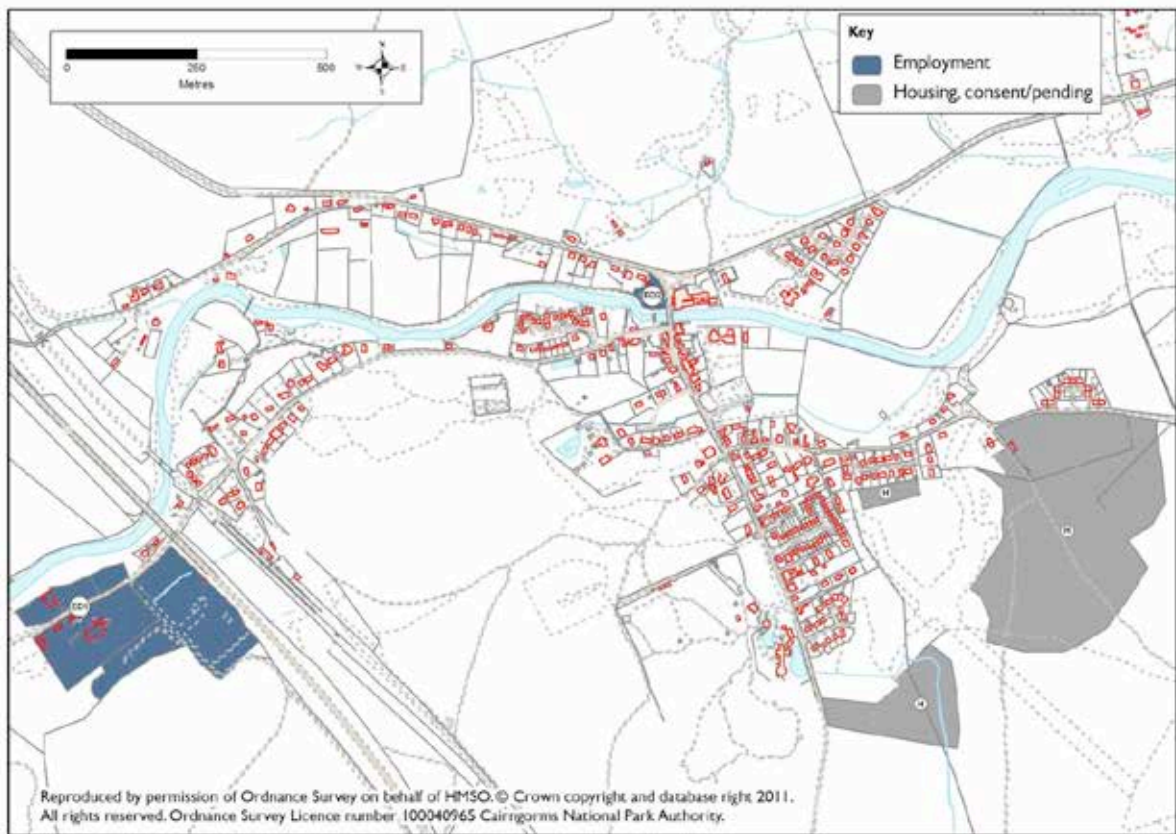 0 250 500
Metres
N
Key
Employment
Housing, consent/pending
H
H
H
Reproduced by permission of Ordnance Survey on behalf of HMSO. © Crown copyright and database right 2011.
All rights reserved. Ordnance Survey Licence number 100040965 Cairngorms National Park Authority.